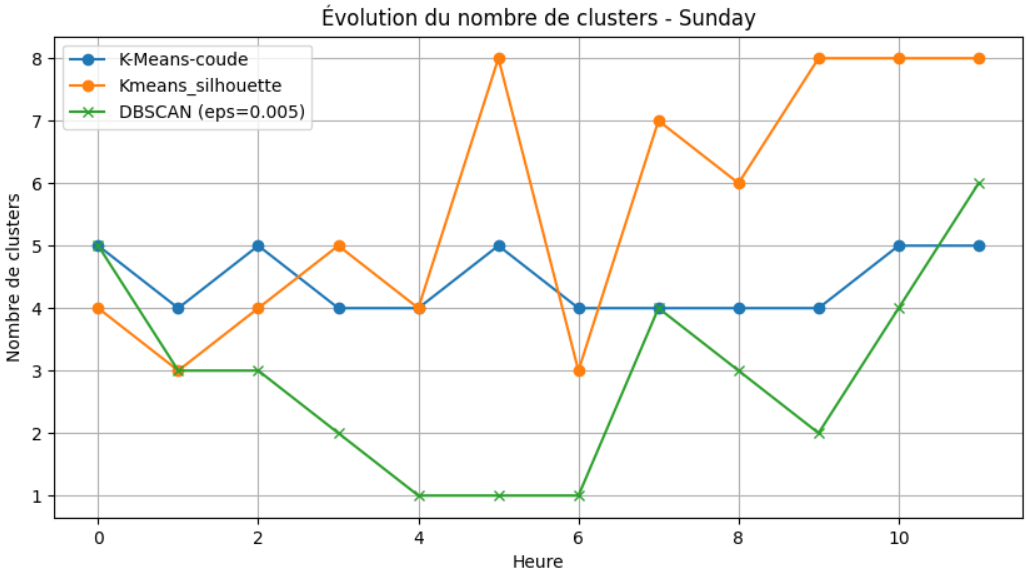 Évolution du nombre de clusters - Sunday
K-Means-coude
Kmeans_silhouette
DBSCAN (eps=0.005)
Nombre de clusters
8
7
6
5
4
3
2
1
0 2 4 6 8 10
Heure